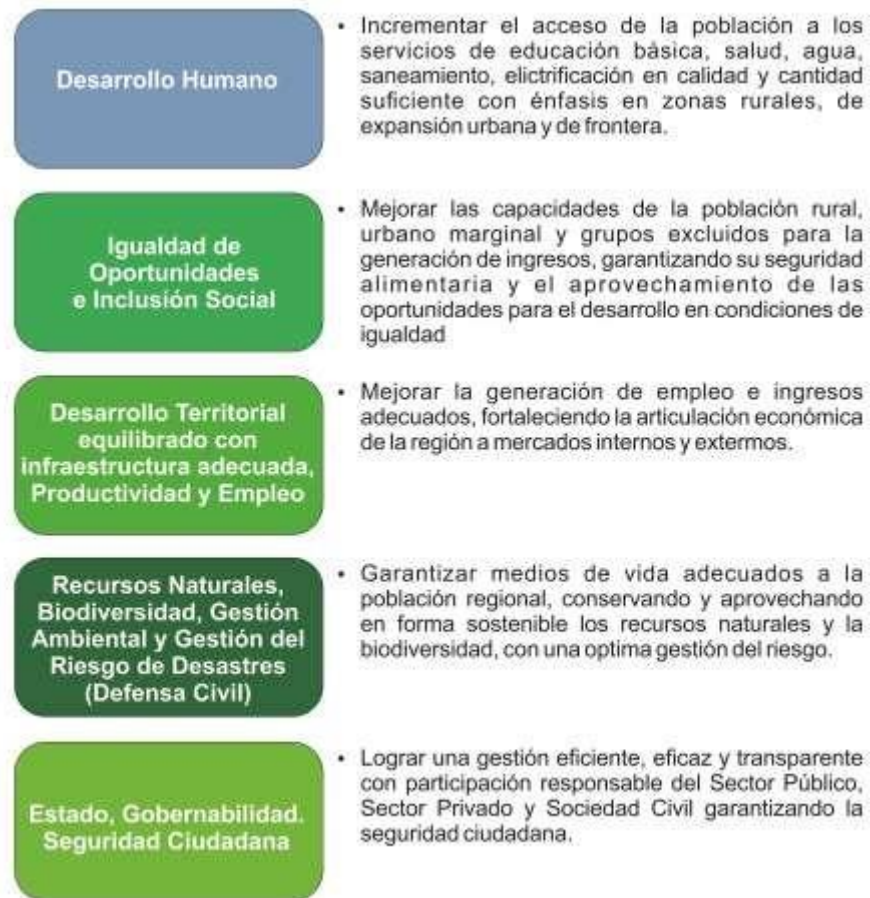 Desarrollo Humano
• Incrementar el acceso de la población a los
servicios de educación básica, salud, agua,
saneamiento, elictrificación en calidad y cantidad
suficiente con énfasis en zonas rurales, de
expansión urbana y de frontera.
Igualdad de
Oportunidades
e Inclusión Social
• Mejorar las capacidades de la población rural,
urbano marginal y grupos excluidos para la
generación de ingresos, garantizando su seguridad
alimentaria y el aprovechamiento de las
oportunidades para el desarrollo en condiciones de
igualdad
Desarrollo Territorial
equilibrado con
infraestructura adecuada,
Productividad y Empleo
• Mejorar la generación de empleo e ingresos
adecuados, fortaleciendo la articulación económica
de la región a mercados internos y extermos.
Recursos Naturales,
Biodiversidad, Gestión
Ambiental y Gestión del
Riesgo de Desastres
(Defensa Civil)
• Garantizar medios de vida adecuados a la
población regional, conservando y aprovechando
en forma sostenible los recursos naturales y la
biodiversidad, con una optima gestión del riesgo.
Estado, Gobernabilidad.
Seguridad Ciudadana
• Lograr una gestión eficiente, eficaz y transparente
con participación responsable del Sector Público,
Sector Privado y Sociedad Civil garantizando la
seguridad ciudadana.